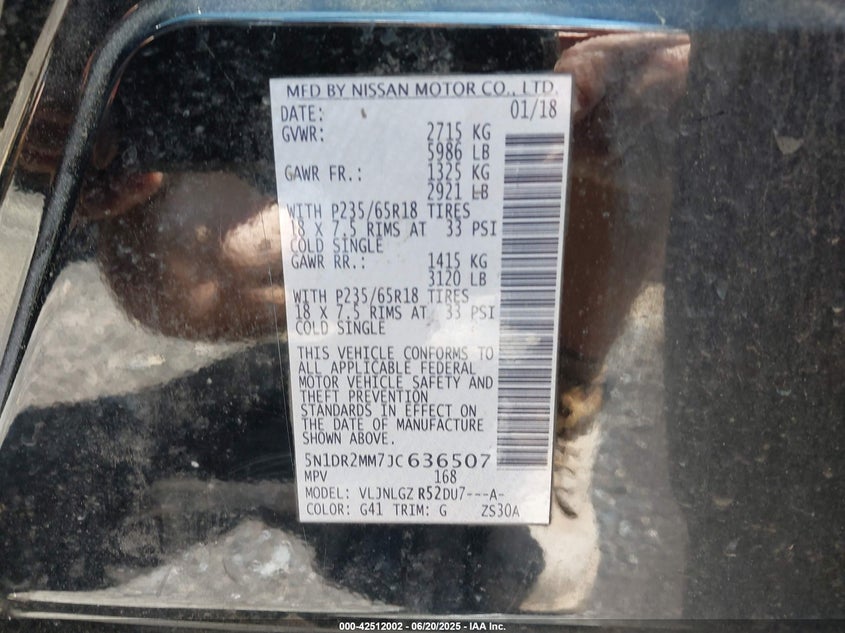 MFD BY NISSAN MOTOR CO., LTD.
DATE: 01/18
GVWR: 2715 KG
5986 LB
GAWR FR.: 1325 KG
2921 LB
WITH P235/65R18 TIRES
18 X 7.5 RIMS AT 33 PSI
COLD SINGLE
GAWR RR.: 1415 KG
3120 LB
WITH P235/65R18 TIRES
18 X 7.5 RIMS AT 33 PSI
COLD SINGLE
THIS VEHICLE CONFORMS TO
ALL APPLICABLE FEDERAL
MOTOR VEHICLE SAFETY AND
THEFT PREVENTION
STANDARDS IN EFFECT ON
THE DATE OF MANUFACTURE
SHOWN ABOVE.
5N1DR2MM7JC636507
MPV 168
MODEL: VLJNLGZ R52DU7---A-
COLOR: G41 TRIM: G ZS30A
000-42512002 - 06/20/2025 - IAA Inc.